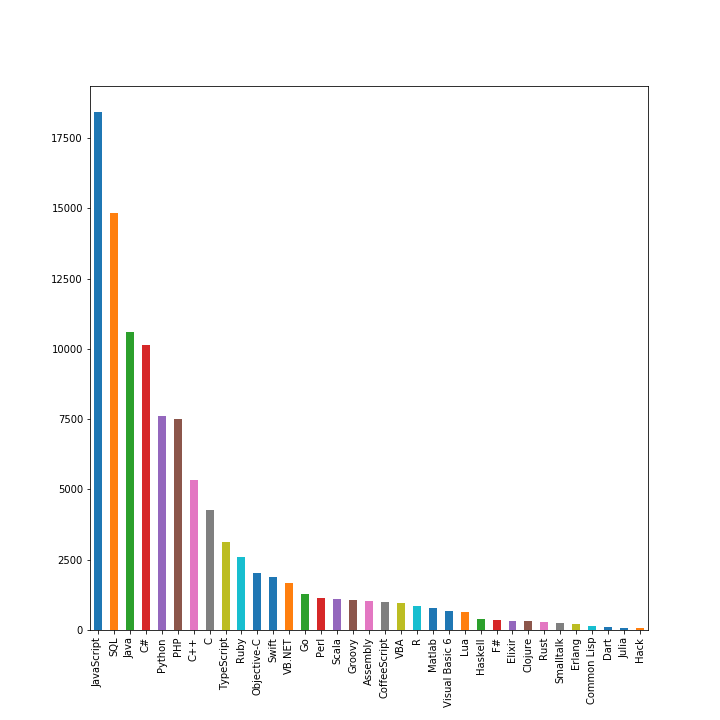 17500
15000
12500
10000
7500
5000
2500
0
JavaScript
SQL
Java
C#
Python
PHP
C++
C
TypeScript
Ruby
Objective-C
Swift
VB.NET
Go
Perl
Scala
Groovy
Assembly
CoffeeScript
VBA
R
Matlab
Visual Basic 6
Lua
Haskell
F#
Elixir
Clojure
Rust
Smalltalk
Erlang
Common Lisp
Dart
Julia
Hack